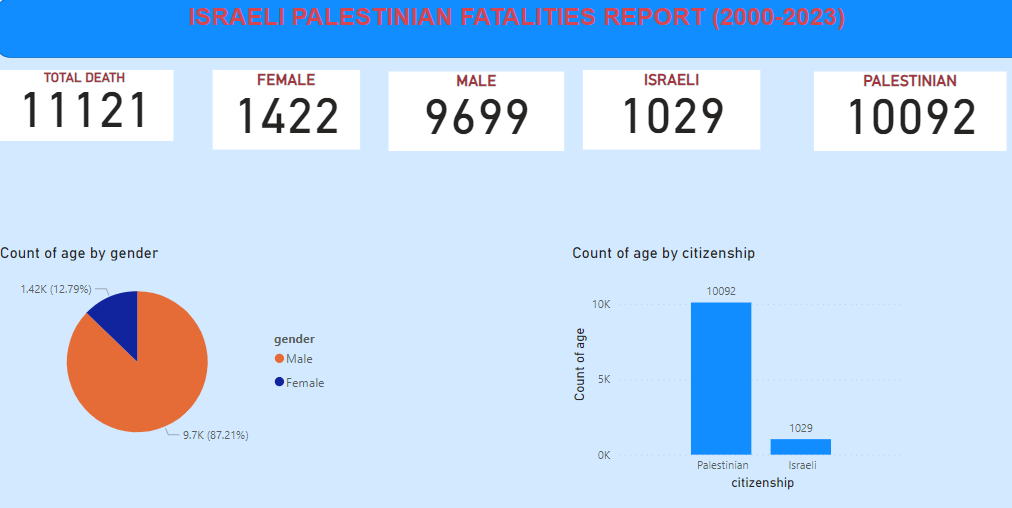 ISRAELI PALESTINIAN FATALITIES REPORT (2000-2023)
TOTAL DEATH
11121
FEMALE
1422
MALE
9699
ISRAELI
1029
PALESTINIAN
10092
Count of age by gender
1.42K (12.79%)
9.7K (87.21%)
gender
Male
Female
Count of age by citizenship
Count of age
10K
5K
0K
10092
1029
Palestinian
Israeli
citizenship